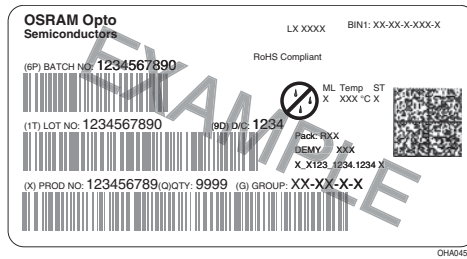 OSRAM Opto
Semiconductors
LX XXXX
BIN1: XX-XX-X-XXX-X
RoHS Compliant
(6P) BATCH NO: 1234567890
ML Temp ST
X XXX °C X
(1T) LOT NO: 1234567890
(9D) D/C: 1234
Pack: RXX
DEMY XXX
X_X123_1234.1234 X
(X) PROD NO: 123456789(Q)QTY: 9999 (G) GROUP: XX-XX-X-X
EXAMPLE
OHA045